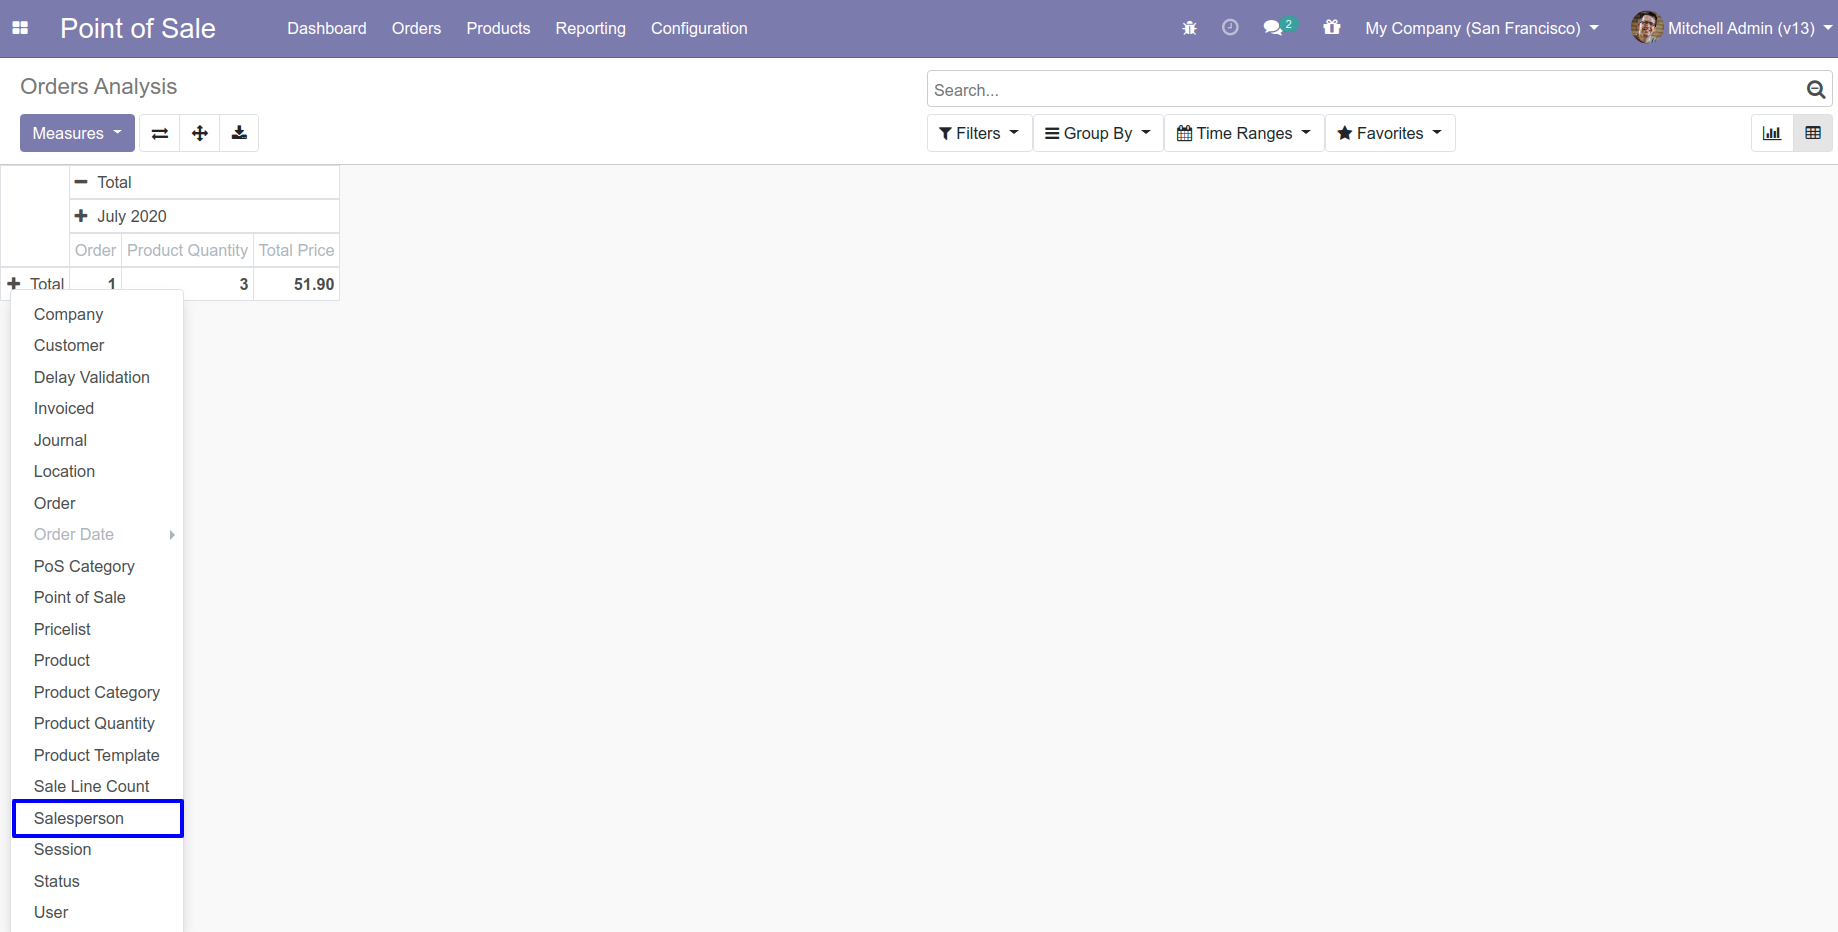 Point of Sale Dashboard Orders Products Reporting Configuration 2 My Company (San Francisco) Mitchell Admin (v13)
Orders Analysis
Search...
Measures
Filters Group By Time Ranges Favorites
Total
July 2020
Order Product Quantity Total Price
Total 1 3 51.90
Company
Customer
Delay Validation
Invoiced
Journal
Location
Order
Order Date
PoS Category
Point of Sale
Pricelist
Product
Product Category
Product Quantity
Product Template
Sale Line Count
Salesperson
Session
Status
User